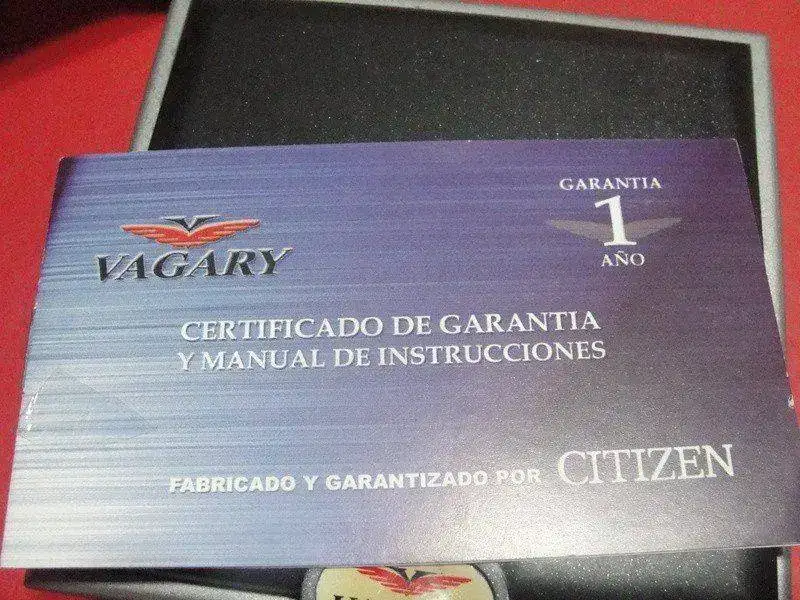 GARANTIA
1
AÑO
VAGARY
CERTIFICADO DE GARANTIA
Y MANUAL DE INSTRUCCIONES
FABRICADO Y GARANTIZADO POR CITIZEN